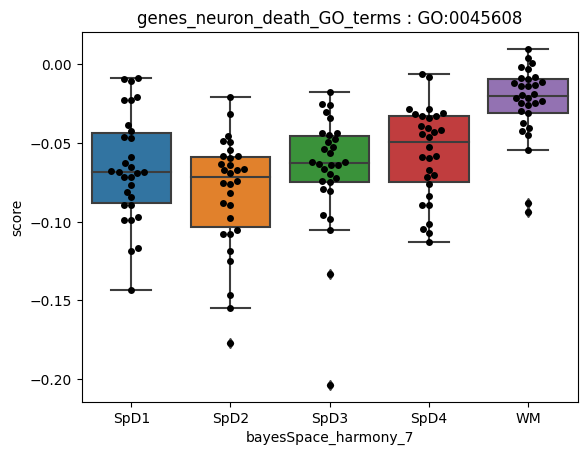 genes_neuron_death_GO_terms : GO:0045608
score
0.00
−0.05
−0.10
−0.15
−0.20
SpD1 SpD2 SpD3 SpD4 WM
bayesSpace_harmony_7